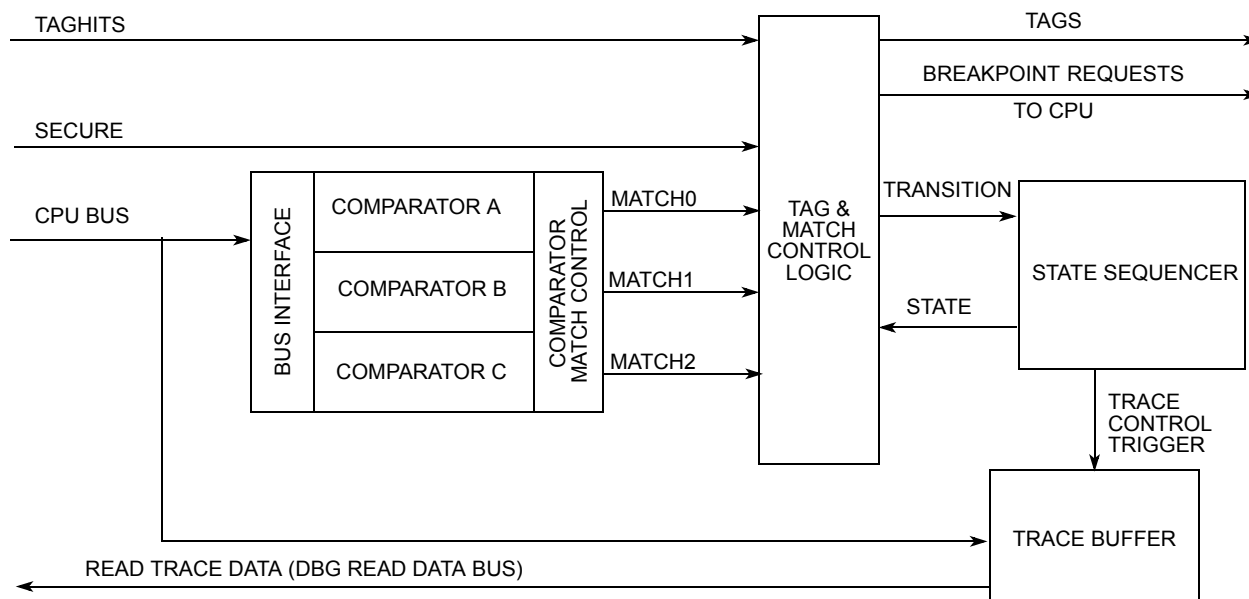 TAGHITS
TAGS
BREAKPOINT REQUESTS
TO CPU
SECURE
CPU BUS
BUS INTERFACE
COMPARATOR A
COMPARATOR B
COMPARATOR C
COMPARATOR
MATCH CONTROL
MATCH0
MATCH1
MATCH2
TAG &
MATCH
CONTROL
LOGIC
TRANSITION
STATE
STATE SEQUENCER
TRACE
CONTROL
TRIGGER
TRACE BUFFER
READ TRACE DATA (DBG READ DATA BUS)